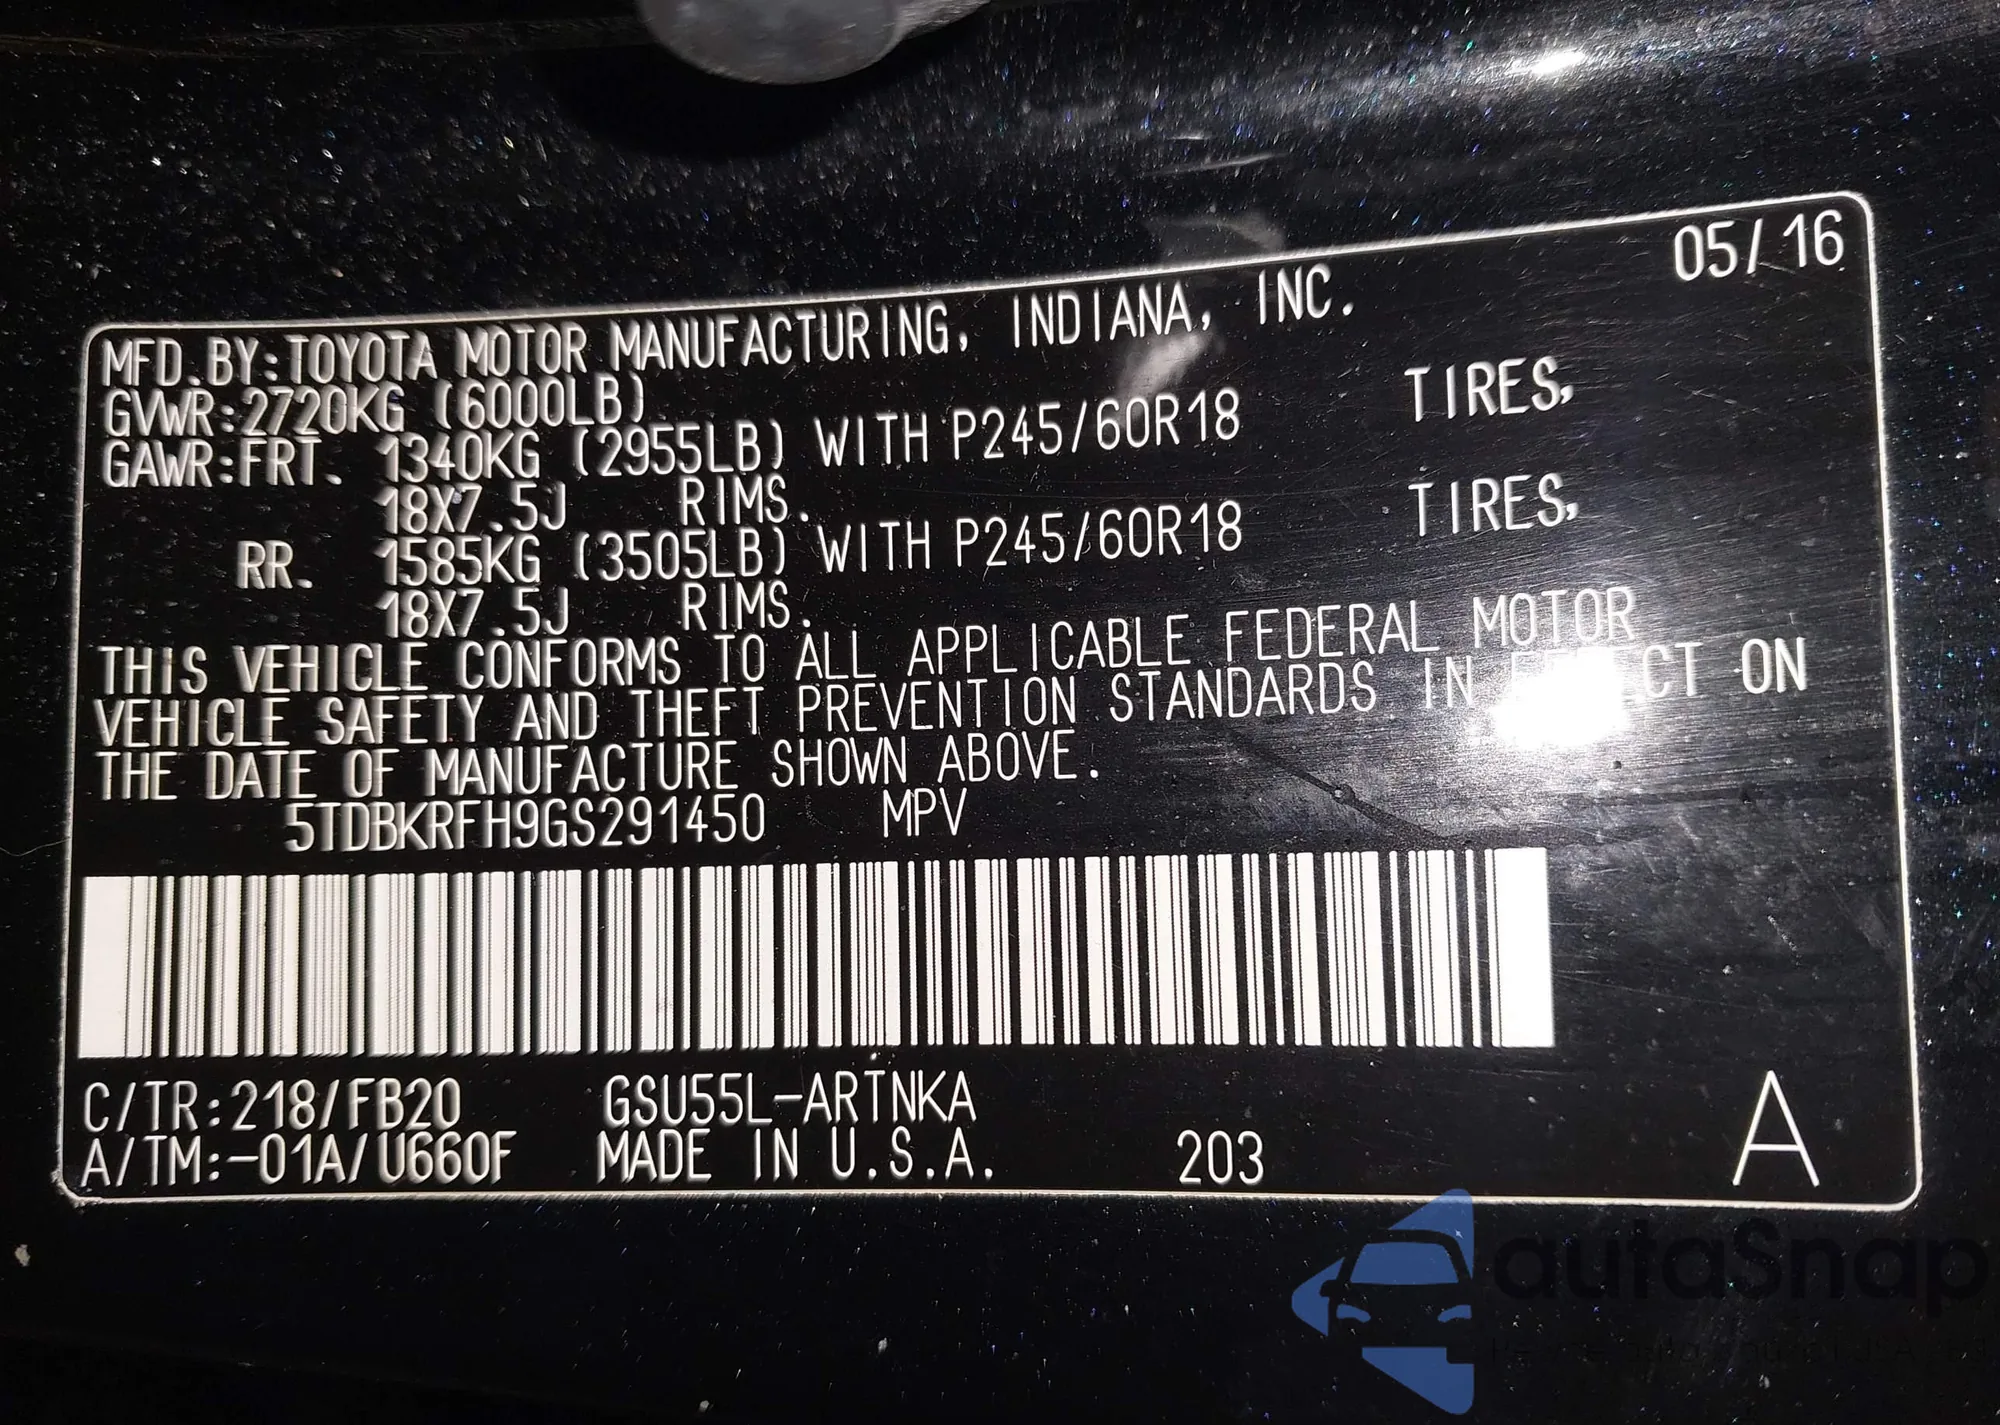 05/16
MFD.BY:TOYOTA MOTOR MANUFACTURING, INDIANA, INC.
GVWR:2720KG (6000LB)
GAWR:FRT. 1340KG (2955LB) WITH P245/60R18 TIRES,
18X7.5J RIMS.
RR. 1585KG (3505LB) WITH P245/60R18 TIRES,
18X7.5J RIMS.
THIS VEHICLE CONFORMS TO ALL APPLICABLE FEDERAL MOTOR
VEHICLE SAFETY AND THEFT PREVENTION STANDARDS IN EFFECT ON
THE DATE OF MANUFACTURE SHOWN ABOVE.
5TDBKRFH9GS291450 MPV
C/TR:218/FB20 GSU55L-ARTNKA
A/TM:-01A/U660F MADE IN U.S.A. 203 A
autaSnap